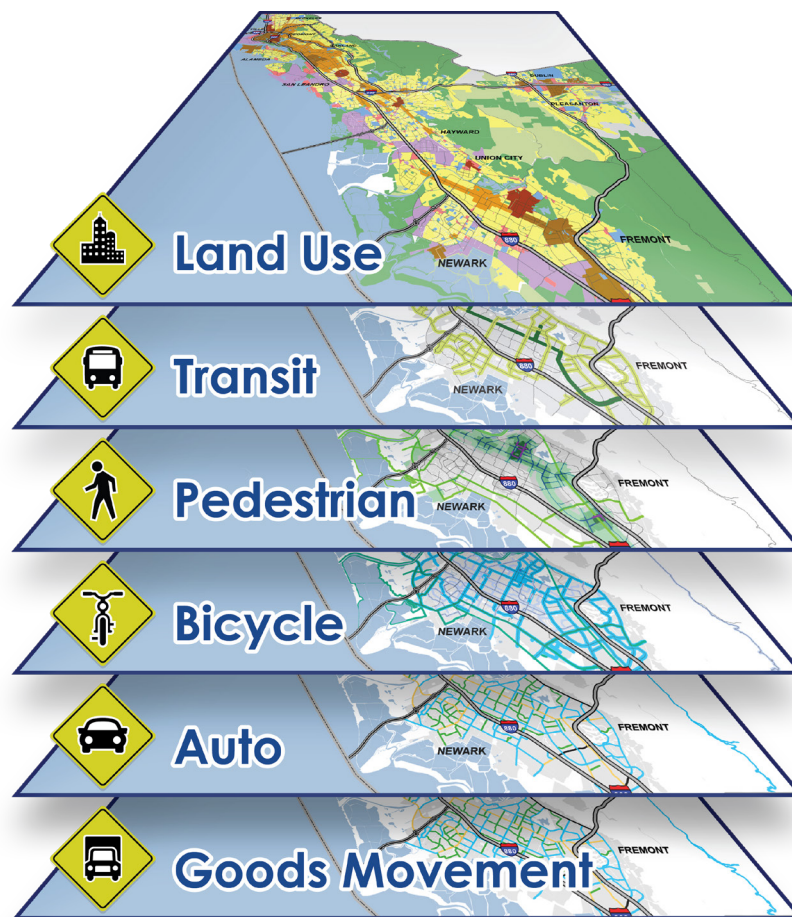 ALAMEDA
SAN LEANDRO
DUBLIN
PLEASANTON
HAYWARD
UNION CITY
FREMONT
880
NEWARK
Land Use
880
FREMONT
NEWARK
Transit
FREMONT
880
Pedestrian
NEWARK
880
FREMONT
Bicycle
NEWARK
880
FREMONT
Auto
NEWARK
880
FREMONT
NEWARK
Goods Movement